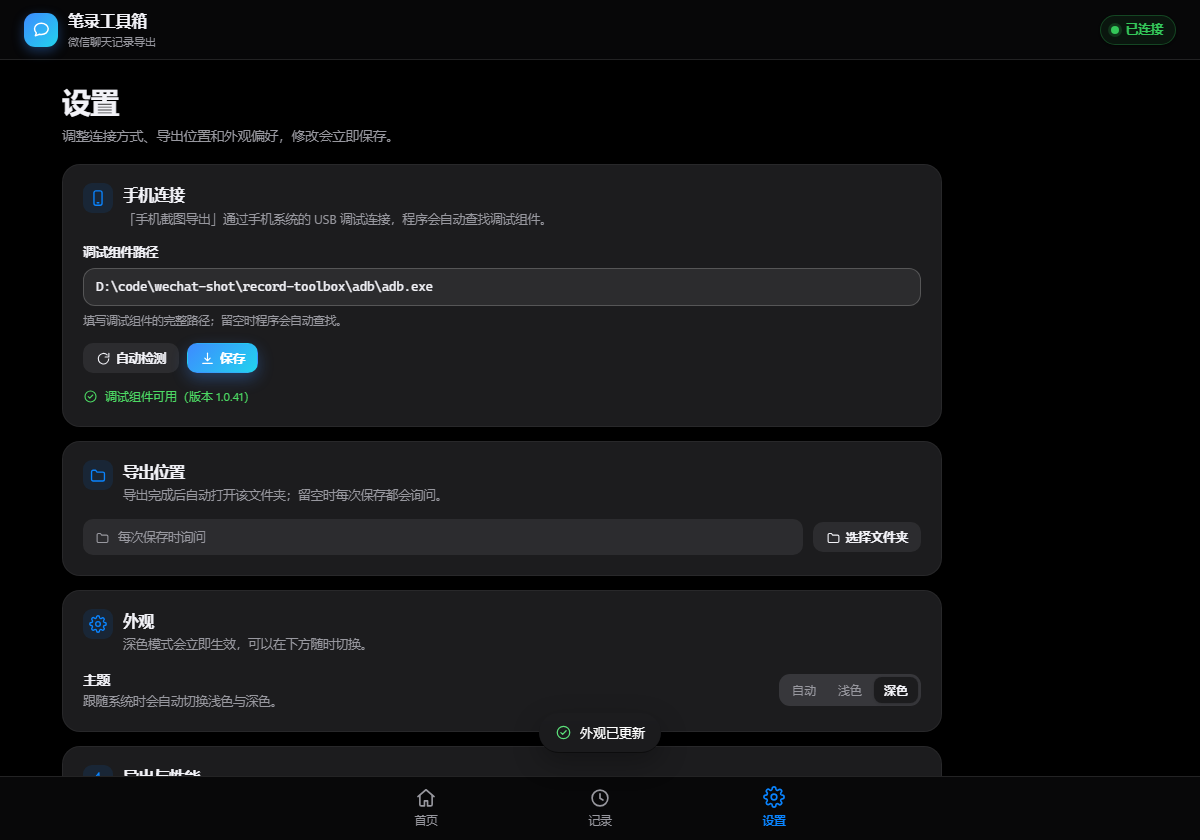 笔录工具箱
微信聊天记录导出
已连接
设置
调整连接方式、导出位置和外观偏好，修改会立即保存。
手机连接
「手机截图导出」通过手机系统的 USB 调试连接，程序会自动查找调试组件。
调试组件路径
D:\code\wechat-shot\record-toolbox\adb\adb.exe
填写调试组件的完整路径；留空时程序会自动查找。
自动检测
保存
调试组件可用（版本 1.0.41）
导出位置
导出完成后自动打开该文件夹；留空时每次保存都会询问。
每次保存时询问
选择文件夹
外观
深色模式会立即生效，可以在下方随时切换。
主题
跟随系统时会自动切换浅色与深色。
自动
浅色
深色
外观已更新
导出与性能
首页
记录
设置